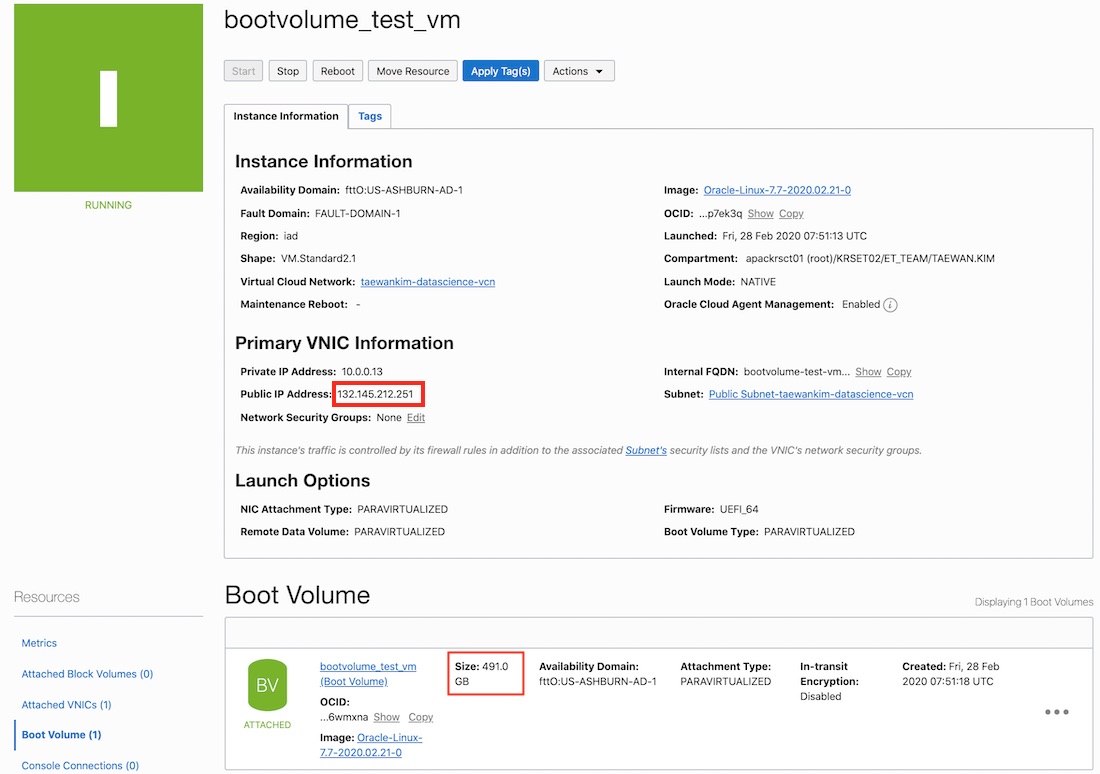 bootvolume_test_vm
Start Stop Reboot Move Resource Apply Tag(s) Actions
RUNNING
Instance Information Tags
Instance Information
Availability Domain: fttO:US-ASHBURN-AD-1
Fault Domain: FAULT-DOMAIN-1
Region: iad
Shape: VM.Standard2.1
Virtual Cloud Network: taewankim-datascience-vcn
Maintenance Reboot: -
Image: Oracle-Linux-7.7-2020.02.21-0
OCID: ...p7ek3q Show Copy
Launched: Fri, 28 Feb 2020 07:51:13 UTC
Compartment: apackrsct01 (root)/KRSET02/ET_TEAM/TAEWAN.KIM
Launch Mode: NATIVE
Oracle Cloud Agent Management: Enabled i
Primary VNIC Information
Private IP Address: 10.0.0.13
Public IP Address: 132.145.212.251
Network Security Groups: None Edit
Internal FQDN: bootvolume-test-vm... Show Copy
Subnet: Public Subnet-taewankim-datascience-vcn
This instance's traffic is controlled by its firewall rules in addition to the associated Subnet's security lists and the VNIC's network security groups.
Launch Options
NIC Attachment Type: PARAVIRTUALIZED
Remote Data Volume: PARAVIRTUALIZED
Firmware: UEFI_64
Boot Volume Type: PARAVIRTUALIZED
Resources
Metrics
Attached Block Volumes (0)
Attached VNICs (1)
Boot Volume (1)
Console Connections (0)
Boot Volume
Displaying 1 Boot Volumes
BV
ATTACHED
bootvolume_test_vm
(Boot Volume)
OCID:
...6wmxna Show Copy
Image: Oracle-Linux-
7.7-2020.02.21-0
Size: 491.0
GB
Availability Domain:
fttO:US-ASHBURN-AD-1
Attachment Type:
PARAVIRTUALIZED
In-transit
Encryption:
Disabled
Created: Fri, 28 Feb
2020 07:51:18 UTC